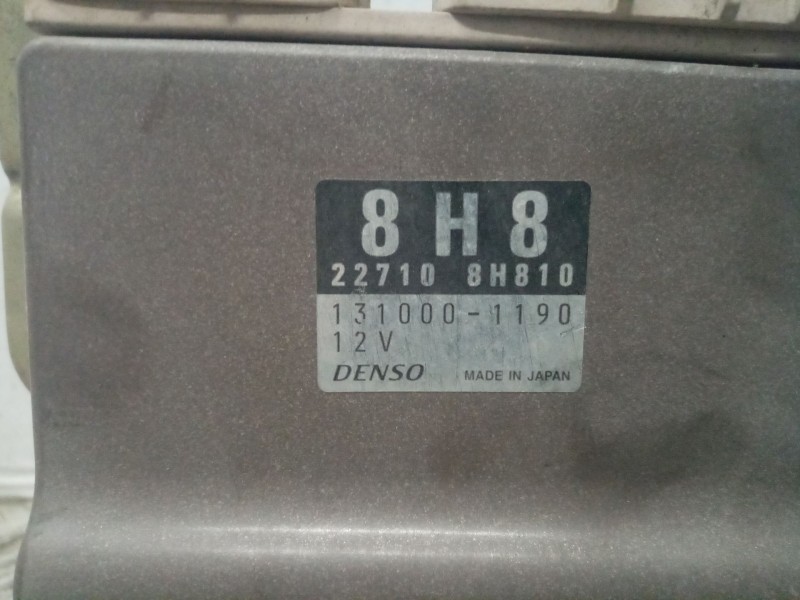 8H8
22710 8H810
131000-1190
12V
DENSO MADE IN JAPAN